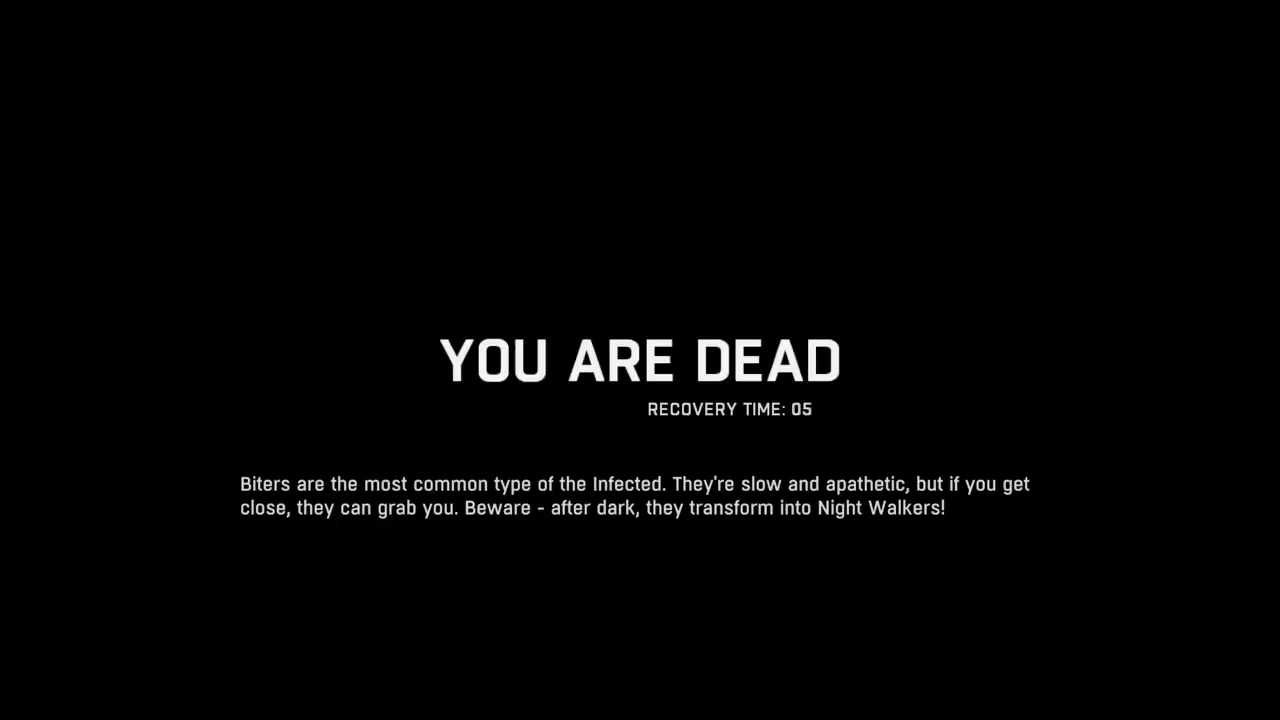 YOU ARE DEAD
RECOVERY TIME: 05
Biters are the most common type of the Infected. They're slow and apathetic, but if you get
close, they can grab you. Beware - after dark, they transform into Night Walkers!